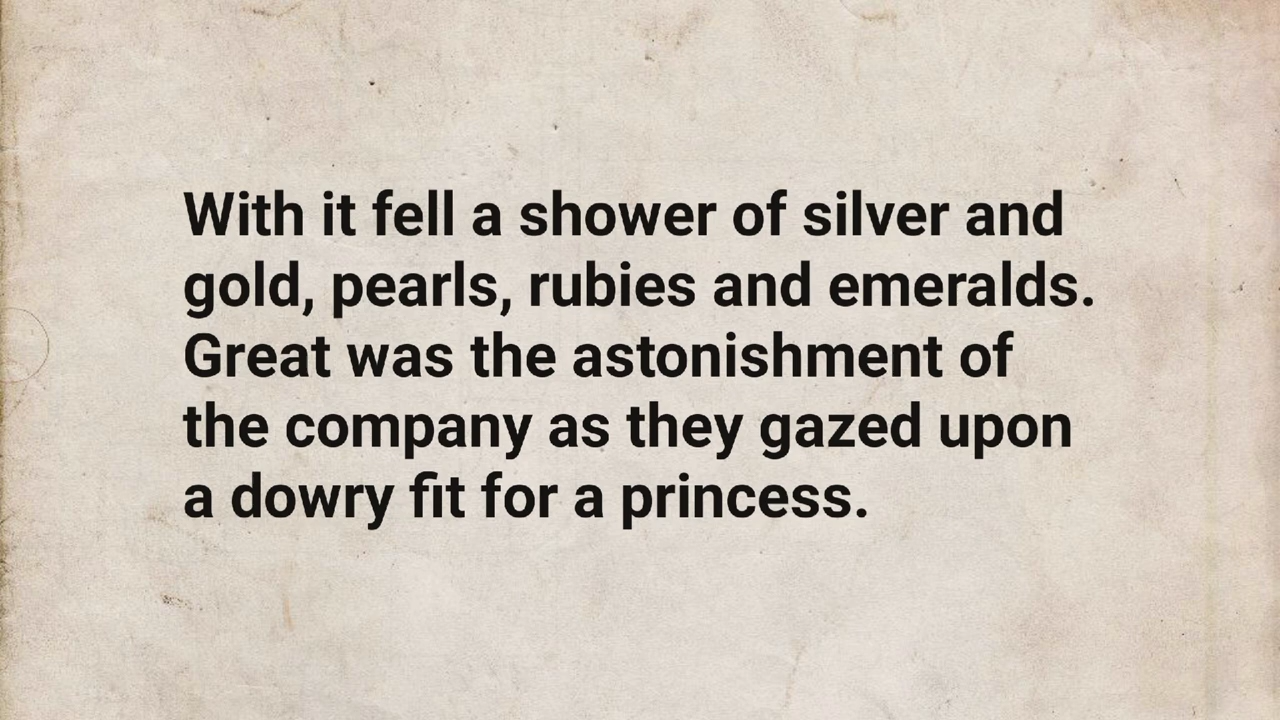 With it fell a shower of silver and
gold, pearls, rubies and emeralds.
Great was the astonishment of
the company as they gazed upon
a dowry fit for a princess.